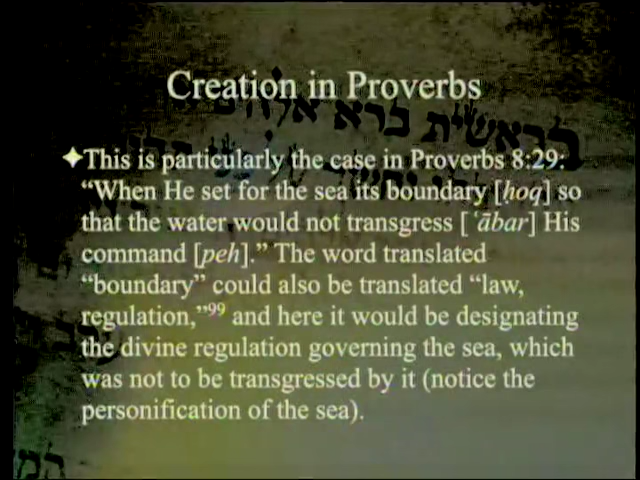 Creation in Proverbs
בראשית ברא אלהים
✦This is particularly the case in Proverbs 8:29:
“When He set for the sea its boundary [ḥoq] so
that the water would not transgress [ʿābar] His
command [peh].” The word translated
“boundary” could also be translated “law,
regulation,”⁹⁹ and here it would be designating
the divine regulation governing the sea, which
was not to be transgressed by it (notice the
personification of the sea).